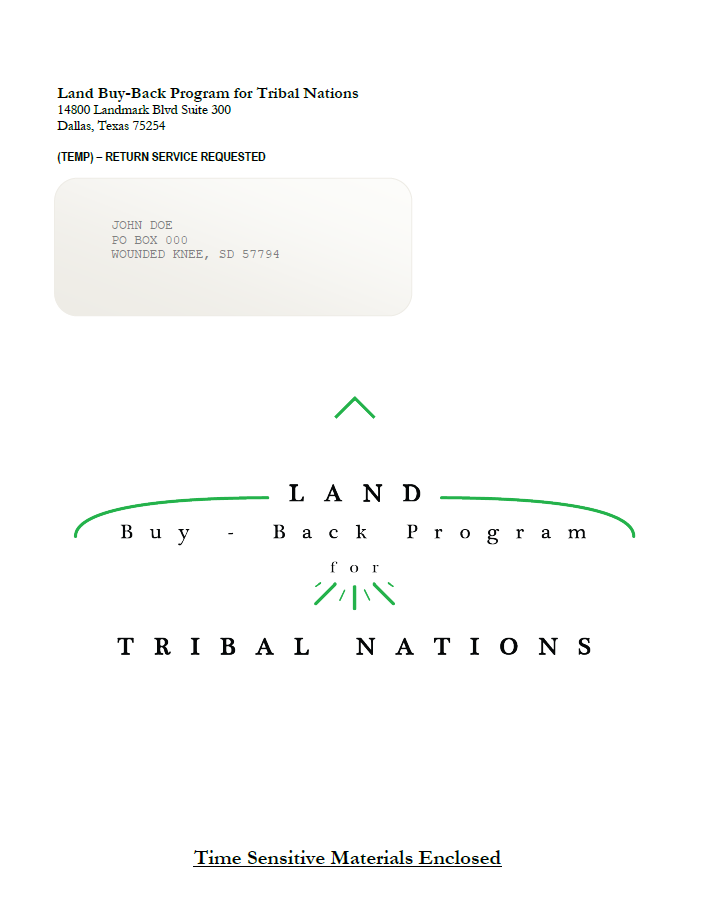 Land Buy-Back Program for Tribal Nations
14800 Landmark Blvd Suite 300
Dallas, Texas 75254
(TEMP) – RETURN SERVICE REQUESTED
JOHN DOE
PO BOX 000
WOUNDED KNEE, SD 57794
LAND
Buy - Back Program
for
TRIBAL NATIONS
Time Sensitive Materials Enclosed